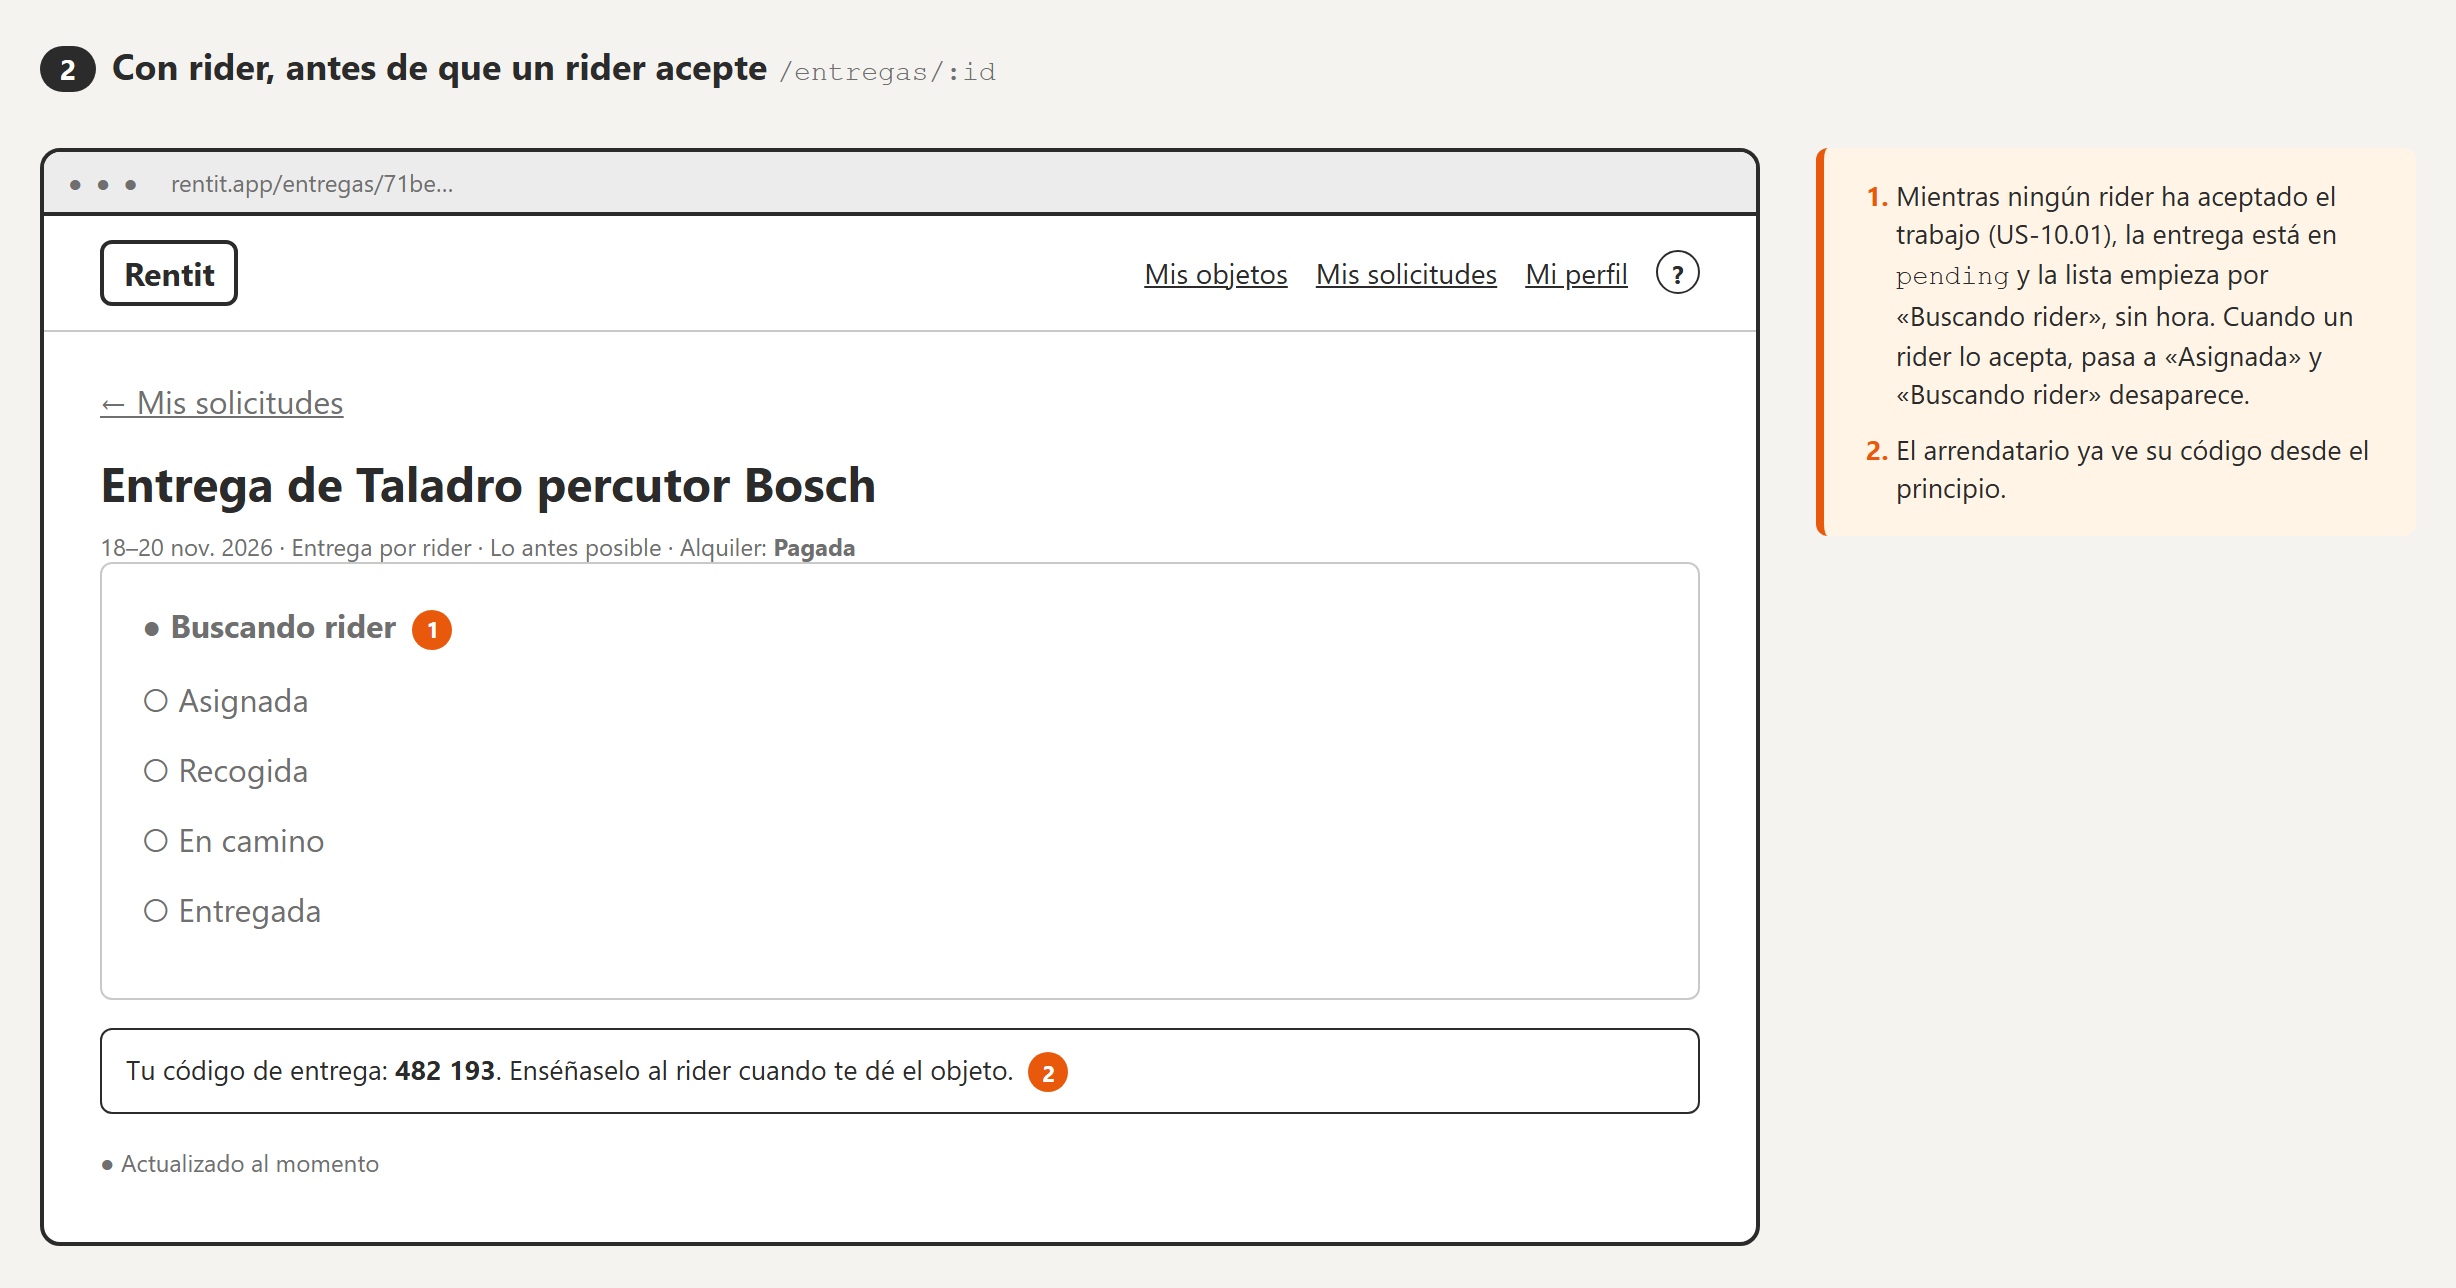 2 Con rider, antes de que un rider acepte /entregas/:id
rentit.app/entregas/71be...
Rentit
Mis objetos Mis solicitudes Mi perfil ?
← Mis solicitudes
Entrega de Taladro percutor Bosch
18–20 nov. 2026 · Entrega por rider · Lo antes posible · Alquiler: Pagada
● Buscando rider 1
○ Asignada
○ Recogida
○ En camino
○ Entregada
Tu código de entrega: 482 193. Enséñaselo al rider cuando te dé el objeto. 2
● Actualizado al momento
1. Mientras ningún rider ha aceptado el
trabajo (US-10.01), la entrega está en
pending y la lista empieza por
«Buscando rider», sin hora. Cuando un
rider lo acepta, pasa a «Asignada» y
«Buscando rider» desaparece.
2. El arrendatario ya ve su código desde el
principio.